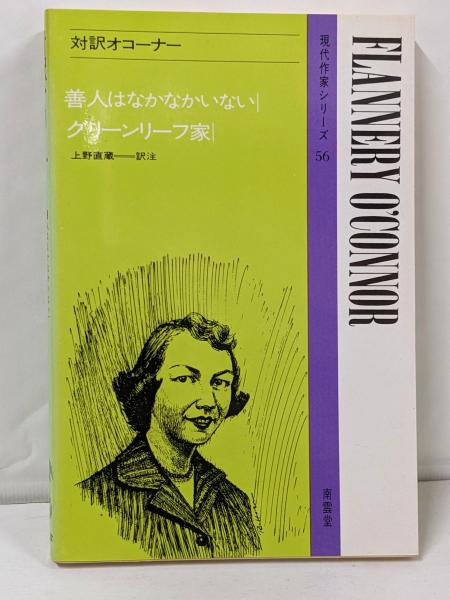 対訳オコーナー
善人はなかなかいない|
グリーンリーフ家|
上野直蔵——訳注
現代作家シリーズ 56
南雲堂
FLANNERY O'CONNOR